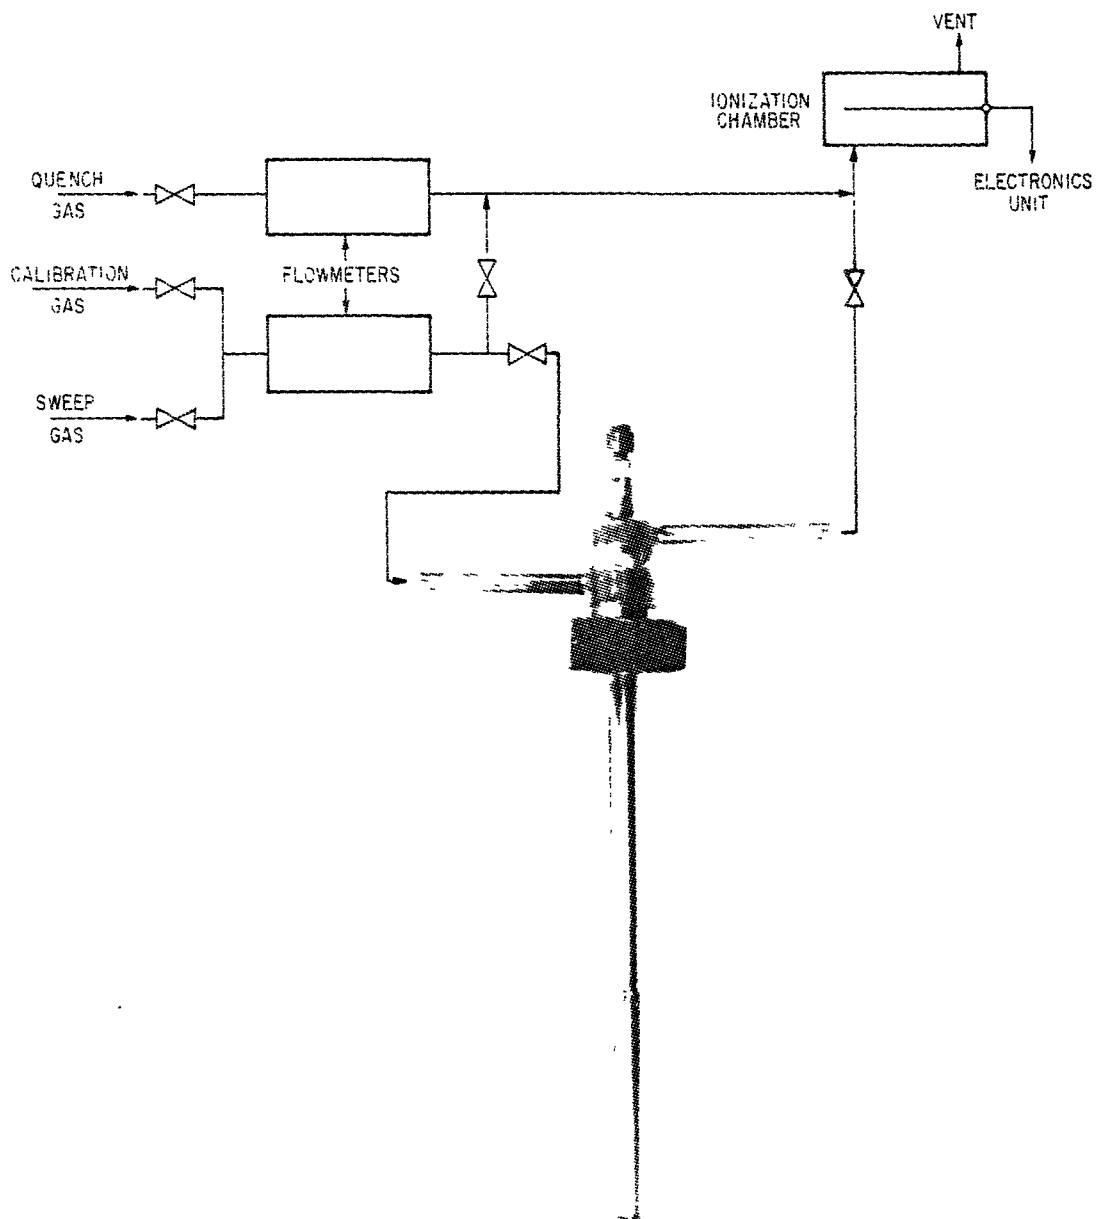 VENT
IONIZATION
CHAMBER
ELECTRONICS
UNIT
QUENCH
GAS
CALIBRATION
GAS
FLOWMETERS
SWEEP
GAS